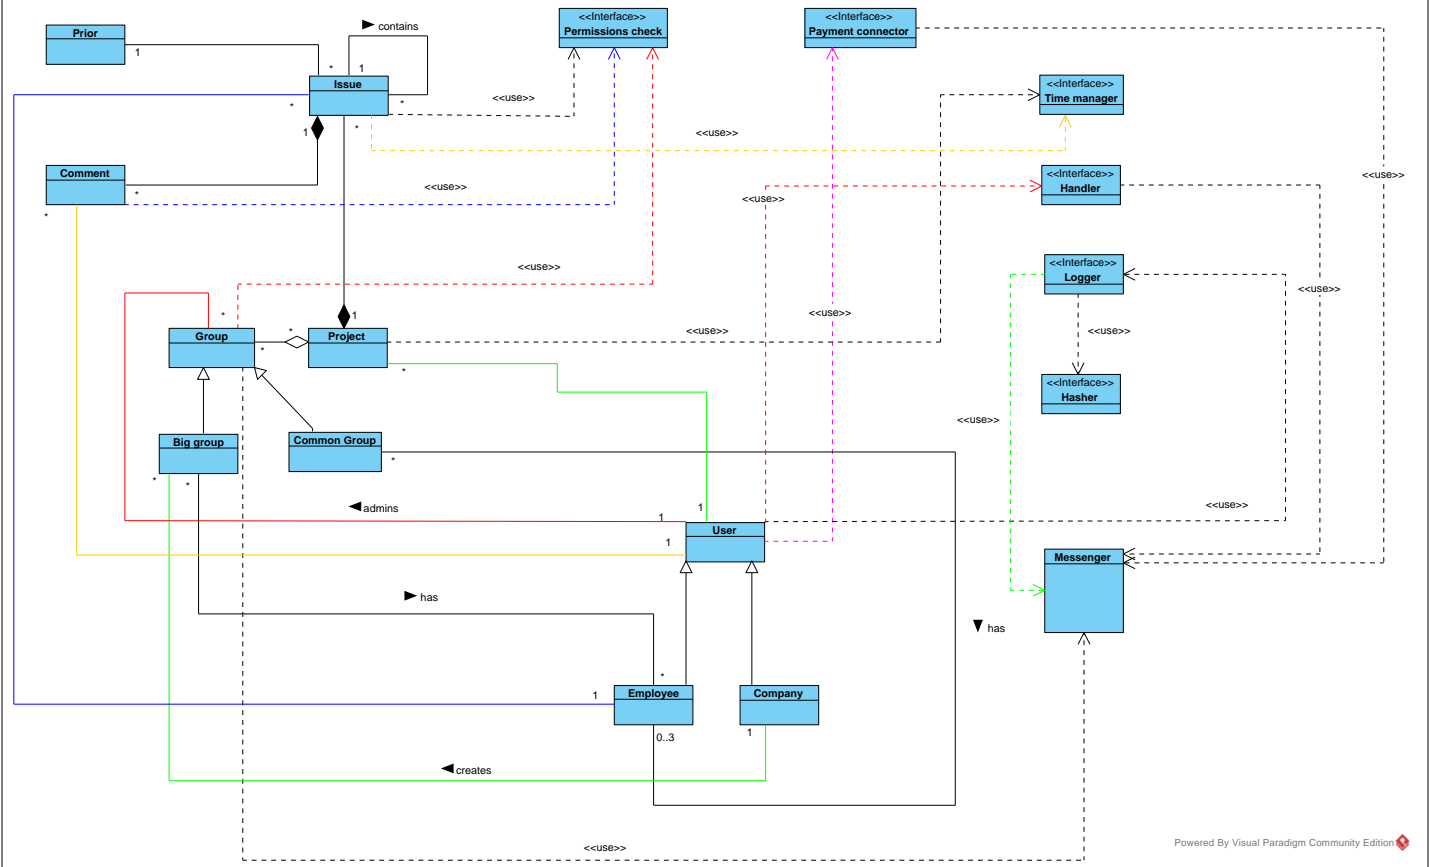 Prior
1
contains
*
1
Issue
*
*
*
1
<<Interface>>
Permissions check
<<Interface>>
Payment connector
<<use>>
<<use>>
<<Interface>>
Time manager
<<use>>
Comment
*
*
<<use>>
<<use>>
<<Interface>>
Handler
<<use>>
<<Interface>>
Logger
<<use>>
*
1
*
*
Group
Project
*
<<use>>
<<use>>
<<use>>
<<Interface>>
Hasher
<<use>>
Big group
*
*
Common Group
*
admins
1
1
1
User
<<use>>
Messenger
has
has
*
1
Employee
0..3
Company
1
creates
<<use>>
Powered By Visual Paradigm Community Edition